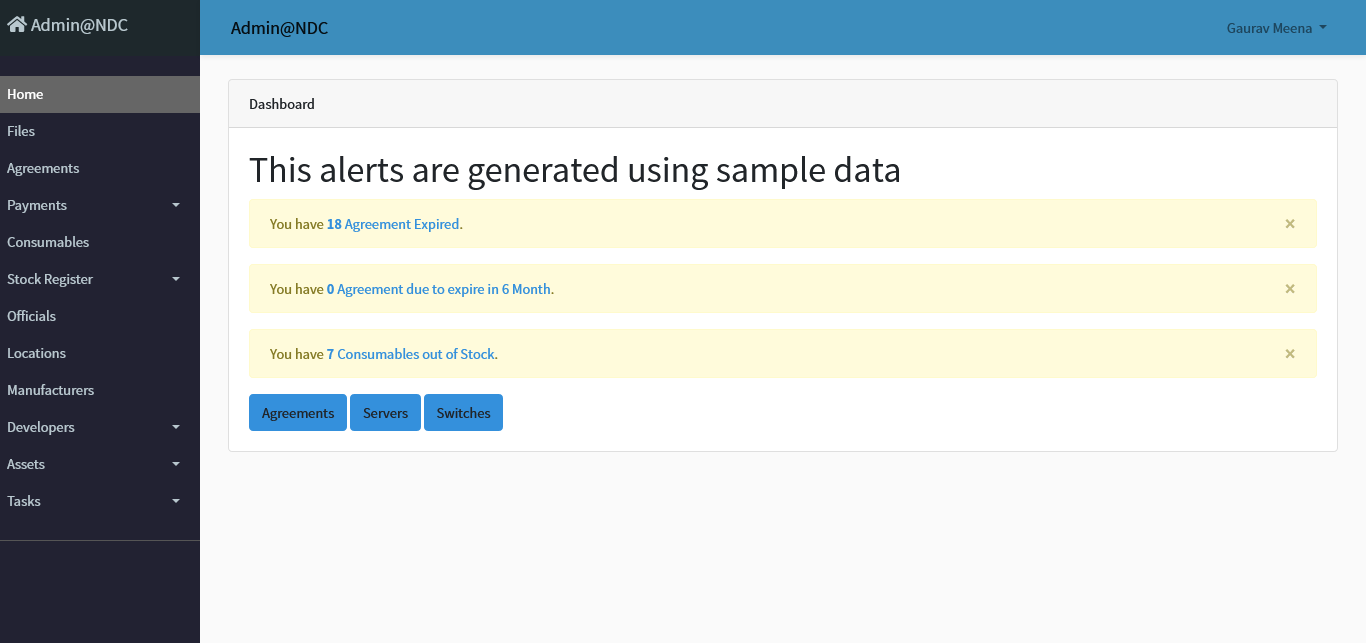 Admin@NDC
Home
Files
Agreements
Payments
Consumables
Stock Register
Officials
Locations
Manufacturers
Developers
Assets
Tasks
Admin@NDC
Gaurav Meena
Dashboard
This alerts are generated using sample data
You have 18 Agreement Expired.
×
You have 0 Agreement due to expire in 6 Month.
×
You have 7 Consumables out of Stock.
×
Agreements Servers Switches